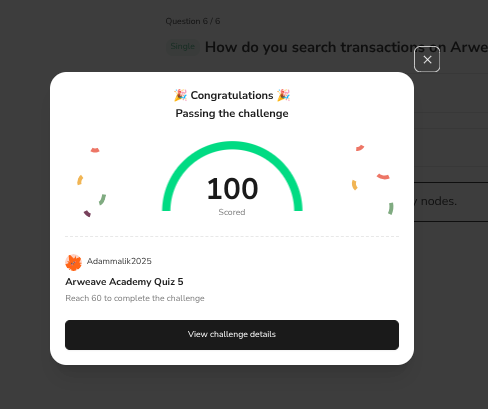 Question 6 / 6
Single How do you search transactions on Arwe
🎉 Congratulations 🎉
Passing the challenge
100
Scored
y nodes.
Adammalik2025
Arweave Academy Quiz 5
Reach 60 to complete the challenge
View challenge details